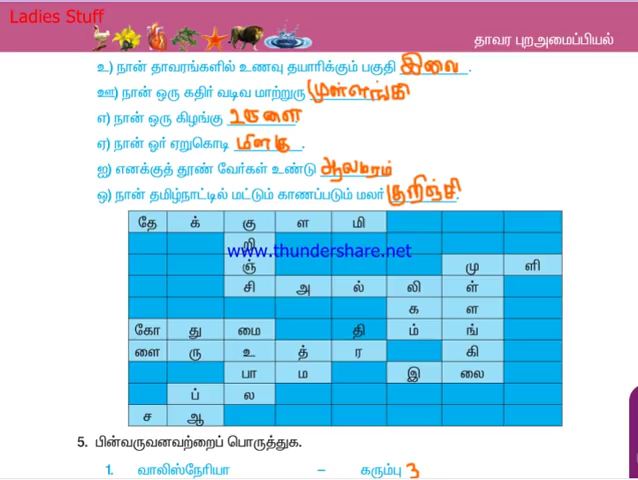 Ladies Stuff
தாவர புறஅமைப்பியல்
உ) நான் தாவரங்களில் உணவு தயாரிக்கும் பகுதி இலை.
ஊ) நான் ஒரு கதிர் வடிவ மாற்றுரு முள்ளங்கி
எ) நான் ஒரு கிழங்கு உருளை.
ஏ) நான் ஓர் ஏறுகொடி மிளகு.
ஐ) எனக்குத் தூண் வேர்கள் உண்டு ஆலமரம்
ஒ) நான் தமிழ்நாட்டில் மட்டும் காணப்படும் மலர் குறிஞ்சி.
தே க் கு ள மி
றி
www.thundershare.net
ஞ் மு ளி
சி அ ல் லி ள்
க ள
கோ து மை தி ம் ங்
ளை ரு உ த் ர கி
பா ம இ லை
ப் ல
ச ஆ
5. பின்வருவனவற்றைப் பொருத்துக.
1. வாலிஸ்நேரியா – கரும்பு 3